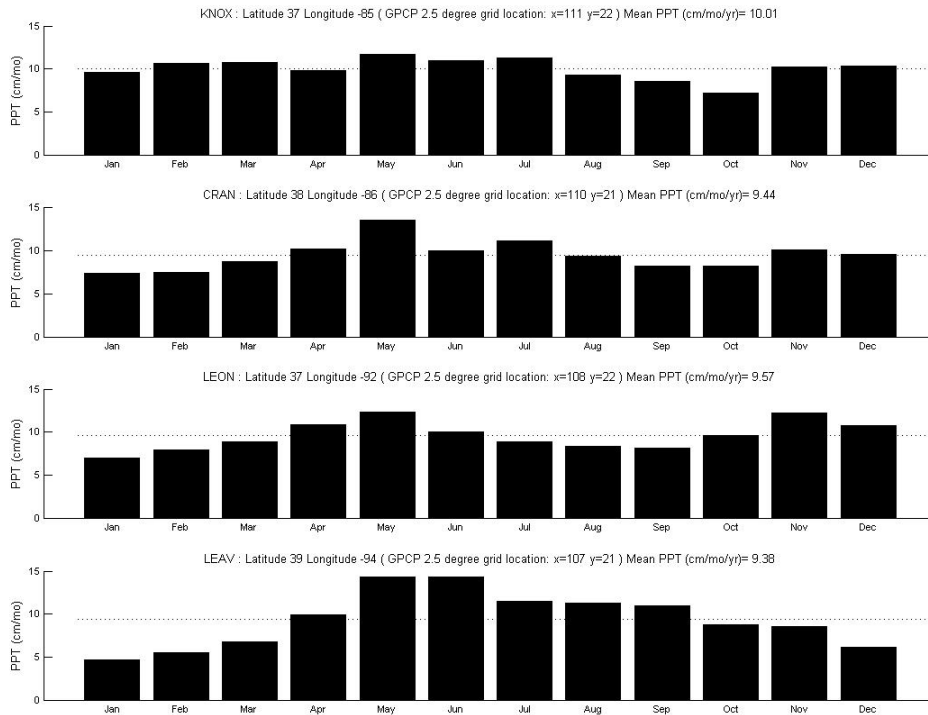 KNOX : Latitude 37 Longitude -85 ( GPCP 2.5 degree grid location: x=111 y=22 ) Mean PPT (cm/mo/yr)= 10.01
PPT (cm/mo)
15
10
5
0
Jan Feb Mar Apr May Jun Jul Aug Sep Oct Nov Dec
CRAN : Latitude 38 Longitude -86 ( GPCP 2.5 degree grid location: x=110 y=21 ) Mean PPT (cm/mo/yr)= 9.44
PPT (cm/mo)
15
10
5
0
Jan Feb Mar Apr May Jun Jul Aug Sep Oct Nov Dec
LEON : Latitude 37 Longitude -92 ( GPCP 2.5 degree grid location: x=108 y=22 ) Mean PPT (cm/mo/yr)= 9.57
PPT (cm/mo)
15
10
5
0
Jan Feb Mar Apr May Jun Jul Aug Sep Oct Nov Dec
LEAV : Latitude 39 Longitude -94 ( GPCP 2.5 degree grid location: x=107 y=21 ) Mean PPT (cm/mo/yr)= 9.38
PPT (cm/mo)
15
10
5
0
Jan Feb Mar Apr May Jun Jul Aug Sep Oct Nov Dec